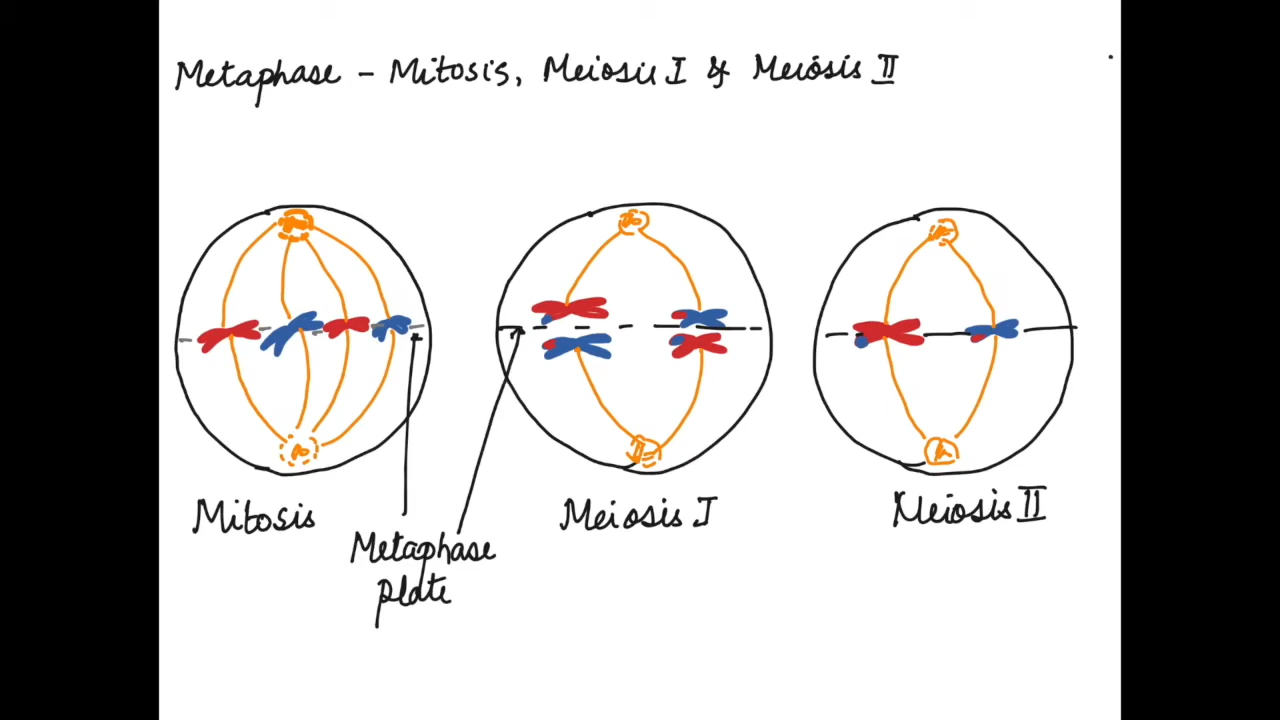 Metaphase - Mitosis, Meiosis I & Meiosis II
Mitosis
Meiosis I
Meiosis II
Metaphase
plate